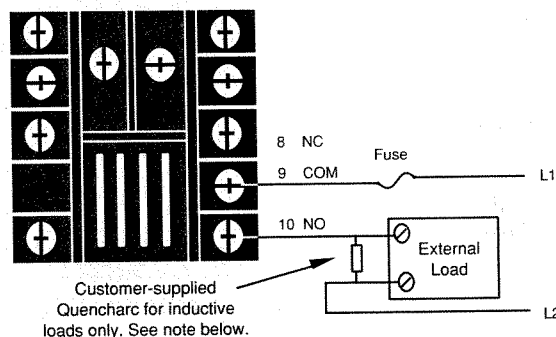 8 NC
Fuse
9 COM
L1
10 NO
External
Load
Customer-supplied
Quencharc for inductive
loads only. See note below.
L2